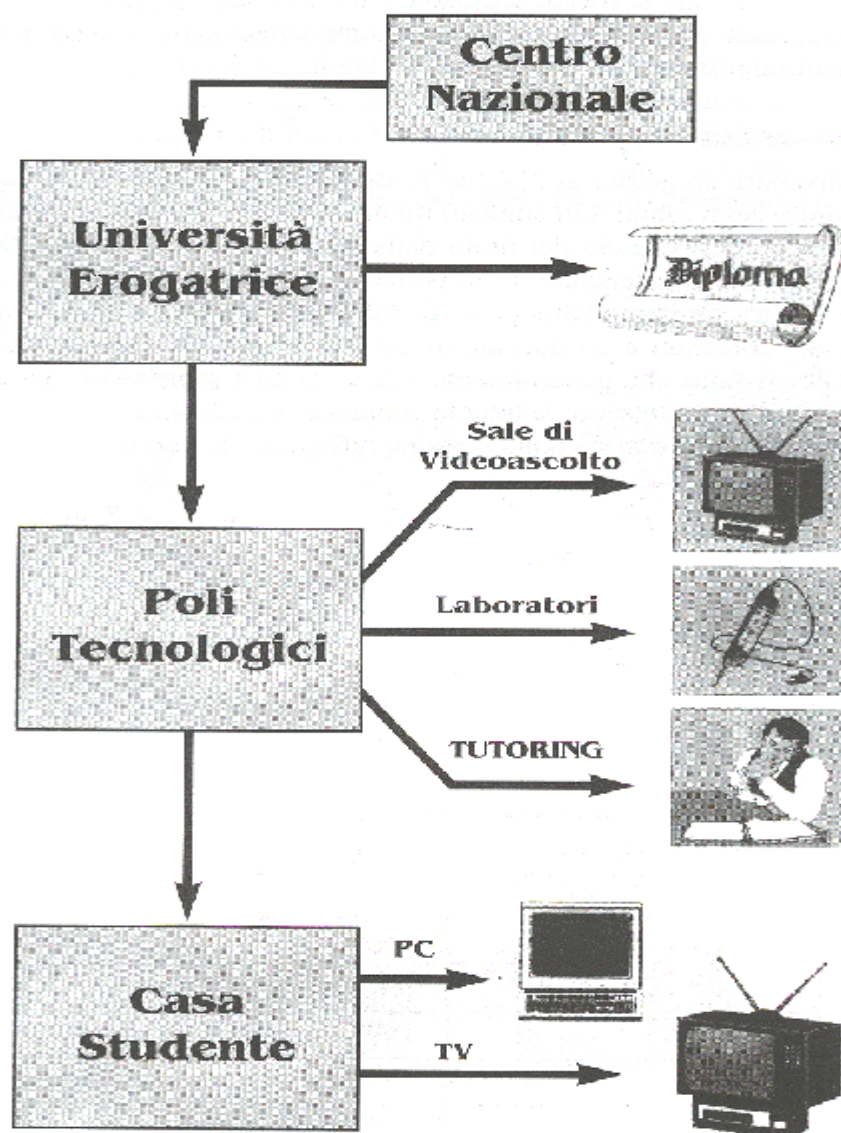 Centro
Nazionale
Università
Erogatrice
Diploma
Sale di
Videoascolto
Poli
Tecnologici
Laboratori
TUTORING
Casa
Studente
PC
TV